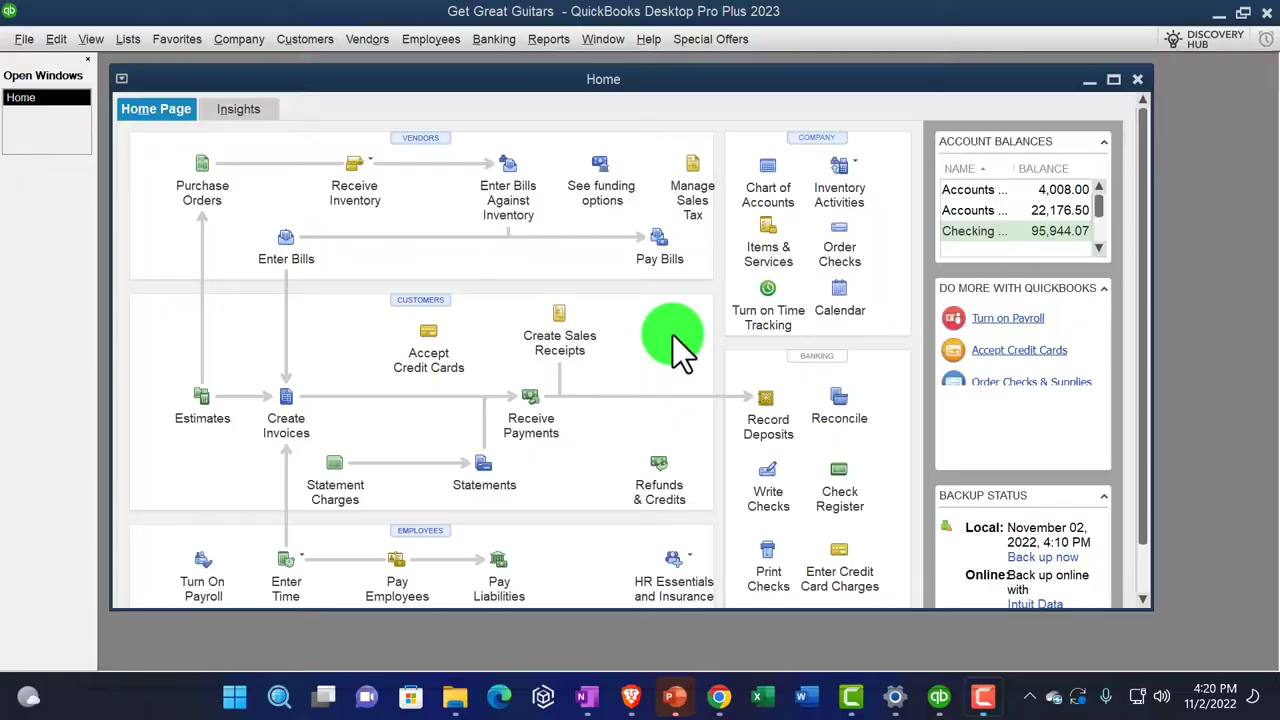 Get Great Guitars - QuickBooks Desktop Pro Plus 2023
File Edit View Lists Favorites Company Customers Vendors Employees Banking Reports Window Help Special Offers
DISCOVERY
HUB
Open Windows
Home
Home
Home Page Insights
VENDORS
Purchase
Orders
Receive
Inventory
Enter Bills
Against
Inventory
See funding
options
Manage
Sales
Tax
Enter Bills
Pay Bills
CUSTOMERS
Accept
Credit Cards
Create Sales
Receipts
Estimates
Create
Invoices
Receive
Payments
Statement
Charges
Statements
Refunds
& Credits
EMPLOYEES
Turn On
Payroll
Enter
Time
Pay
Employees
Pay
Liabilities
HR Essentials
and Insurance
COMPANY
Chart of
Accounts
Inventory
Activities
Items &
Services
Order
Checks
Turn on Time
Tracking
Calendar
BANKING
Record
Deposits
Reconcile
Write
Checks
Check
Register
Print
Checks
Enter Credit
Card Charges
ACCOUNT BALANCES
NAME BALANCE
Accounts ... 4,008.00
Accounts ... 22,176.50
Checking ... 95,944.07
DO MORE WITH QUICKBOOKS
Turn on Payroll
Accept Credit Cards
Order Checks & Supplies
BACKUP STATUS
Local: November 02,
2022, 4:10 PM
Back up now
Online: Back up online
with
Intuit Data
4:20 PM
11/2/2022